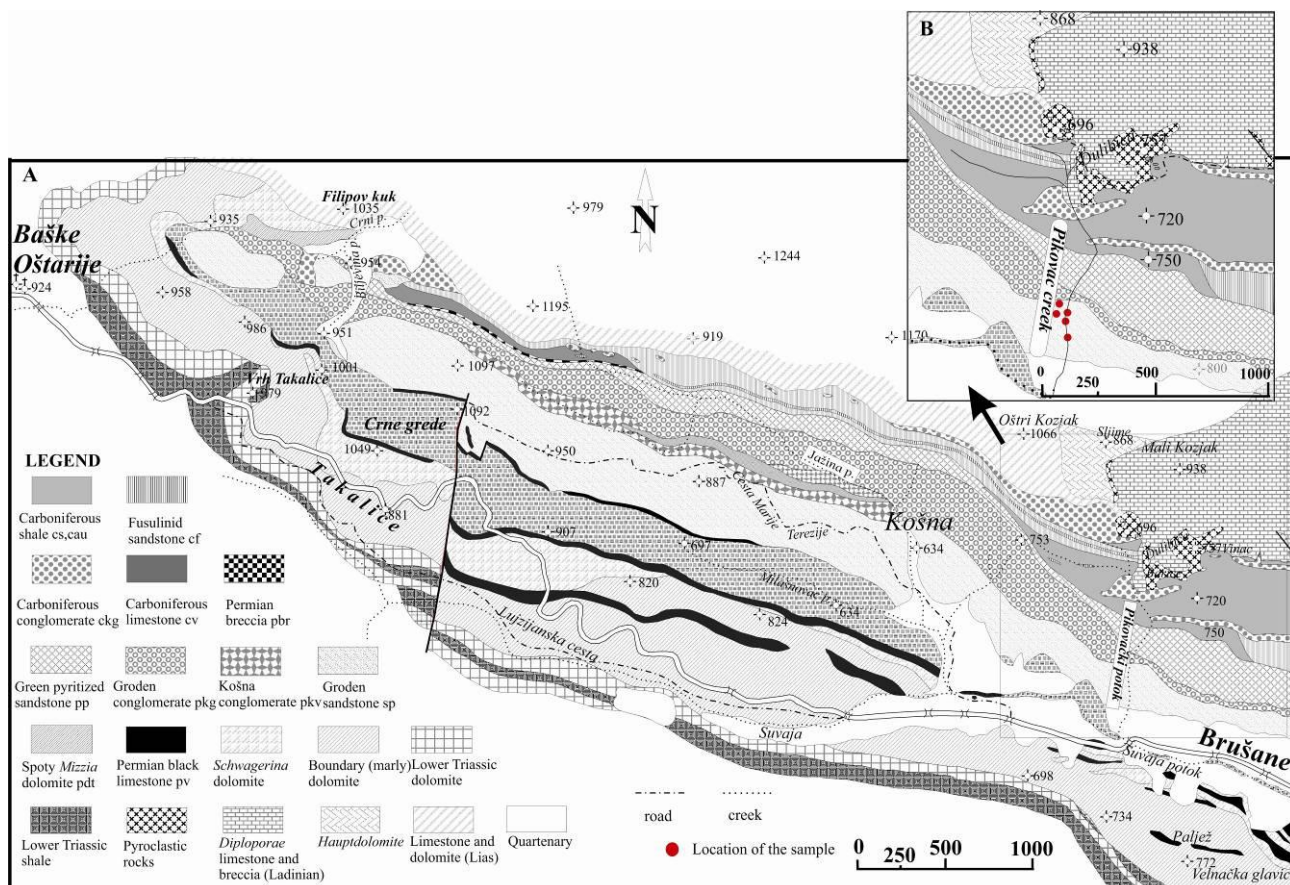 B
868
938
696
Dulibica
757
720
750
Pikovac creek
800
0
250
500
1000
A
Filipov kuk
1035
Crni p.
979
N
935
Baške
Oštarije
924
954
1244
958
1195
986
951
919
1170
1001
1097
Vrh Takalice
979
Crne grede
1092
1049
950
Jažina p.
887
Cesta Marije
Terezije
Košna
Oštri Kozjak
1066
Sljime
868
Mali Kozjak
938
696
753
634
Takalice
881
907
697
820
634
824
720
750
Pikovački potok
Lujzijanska cesta
Suvaja
Brušane
Suvaja potok
698
734
Paljež
772
Velnačka glavic
LEGEND
Carboniferous
shale cs,cau
Fusulinid
sandstone cf
Carboniferous
conglomerate ckg
Carboniferous
limestone cv
Permian
breccia pbr
Green pyritized
sandstone pp
Groden
conglomerate pkg
Košna
conglomerate pkv
Groden
sandstone sp
Spoty Mizzia
dolomite pdt
Permian black
limestone pv
Schwagerina
dolomite
Boundary (marly)
dolomite
Lower Triassic
dolomite
Lower Triassic
shale
Pyroclastic
rocks
Diploporae
limestone and
breccia (Ladinian)
Hauptdolomite
Limestone and
dolomite (Lias)
Quartenary
road
creek
Location of the sample
0
250
500
1000